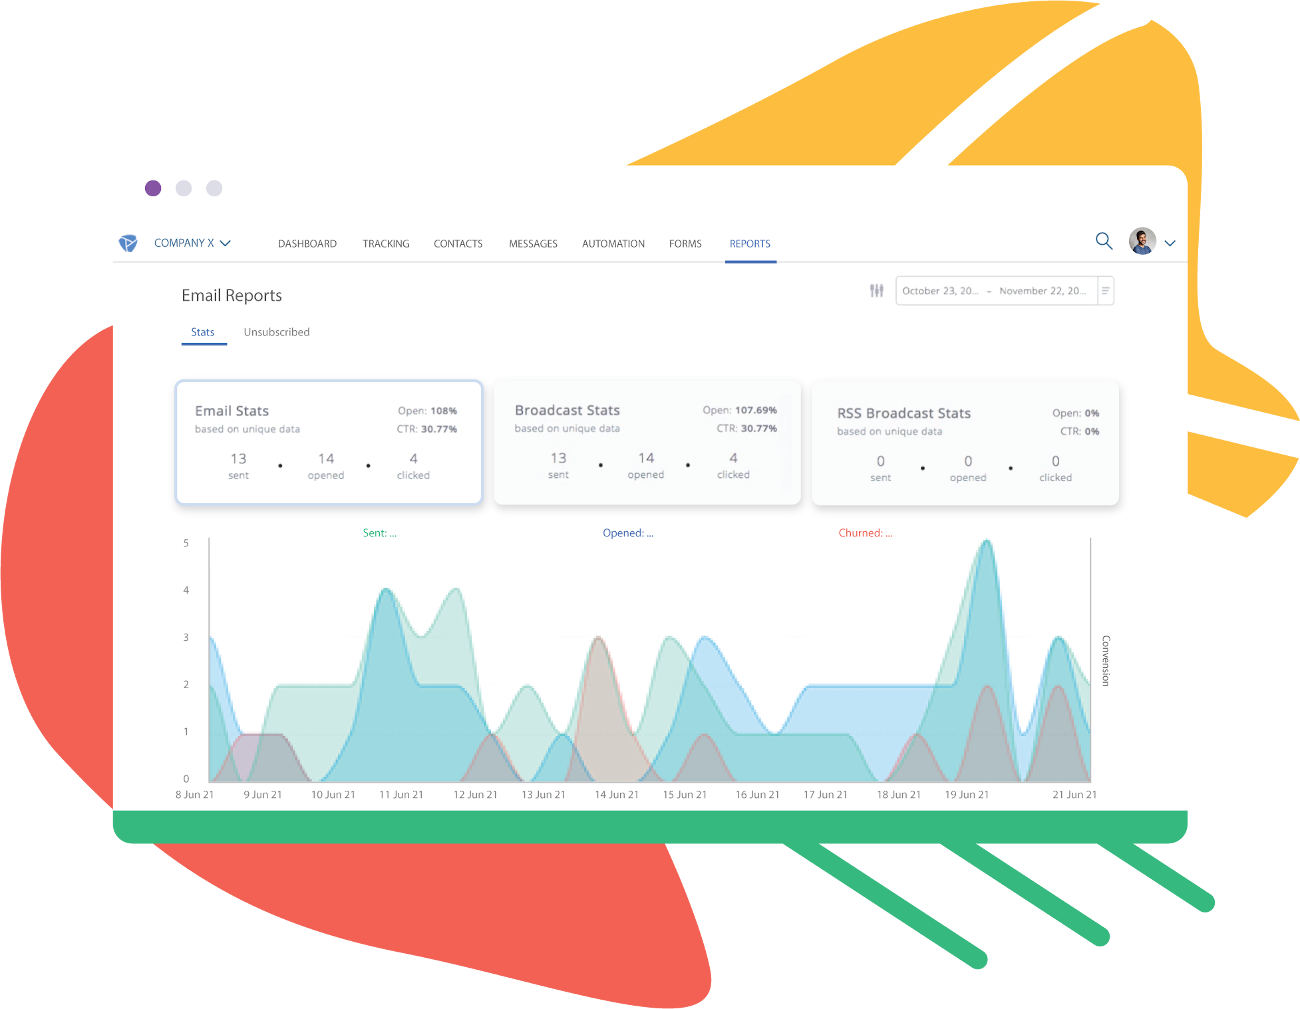 COMPANY X DASHBOARD TRACKING CONTACTS MESSAGES AUTOMATION FORMS REPORTS
Email Reports
October 23, 20... – November 22, 20...
Stats Unsubscribed
Email Stats
Open: 108%
based on unique data
CTR: 30.77%
13 • 14 • 4
sent opened clicked
Broadcast Stats
Open: 107.69%
based on unique data
CTR: 30.77%
13 • 14 • 4
sent opened clicked
RSS Broadcast Stats
Open: 0%
based on unique data
CTR: 0%
0 • 0 • 0
sent opened clicked
Sent: ... Opened: ... Churned: ...
5
4
3
2
1
0
Convension
8 Jun 21 9 Jun 21 10 Jun 21 11 Jun 21 12 Jun 21 13 Jun 21 14 Jun 21 15 Jun 21 16 Jun 21 17 Jun 21 18 Jun 21 19 Jun 21 21 Jun 21